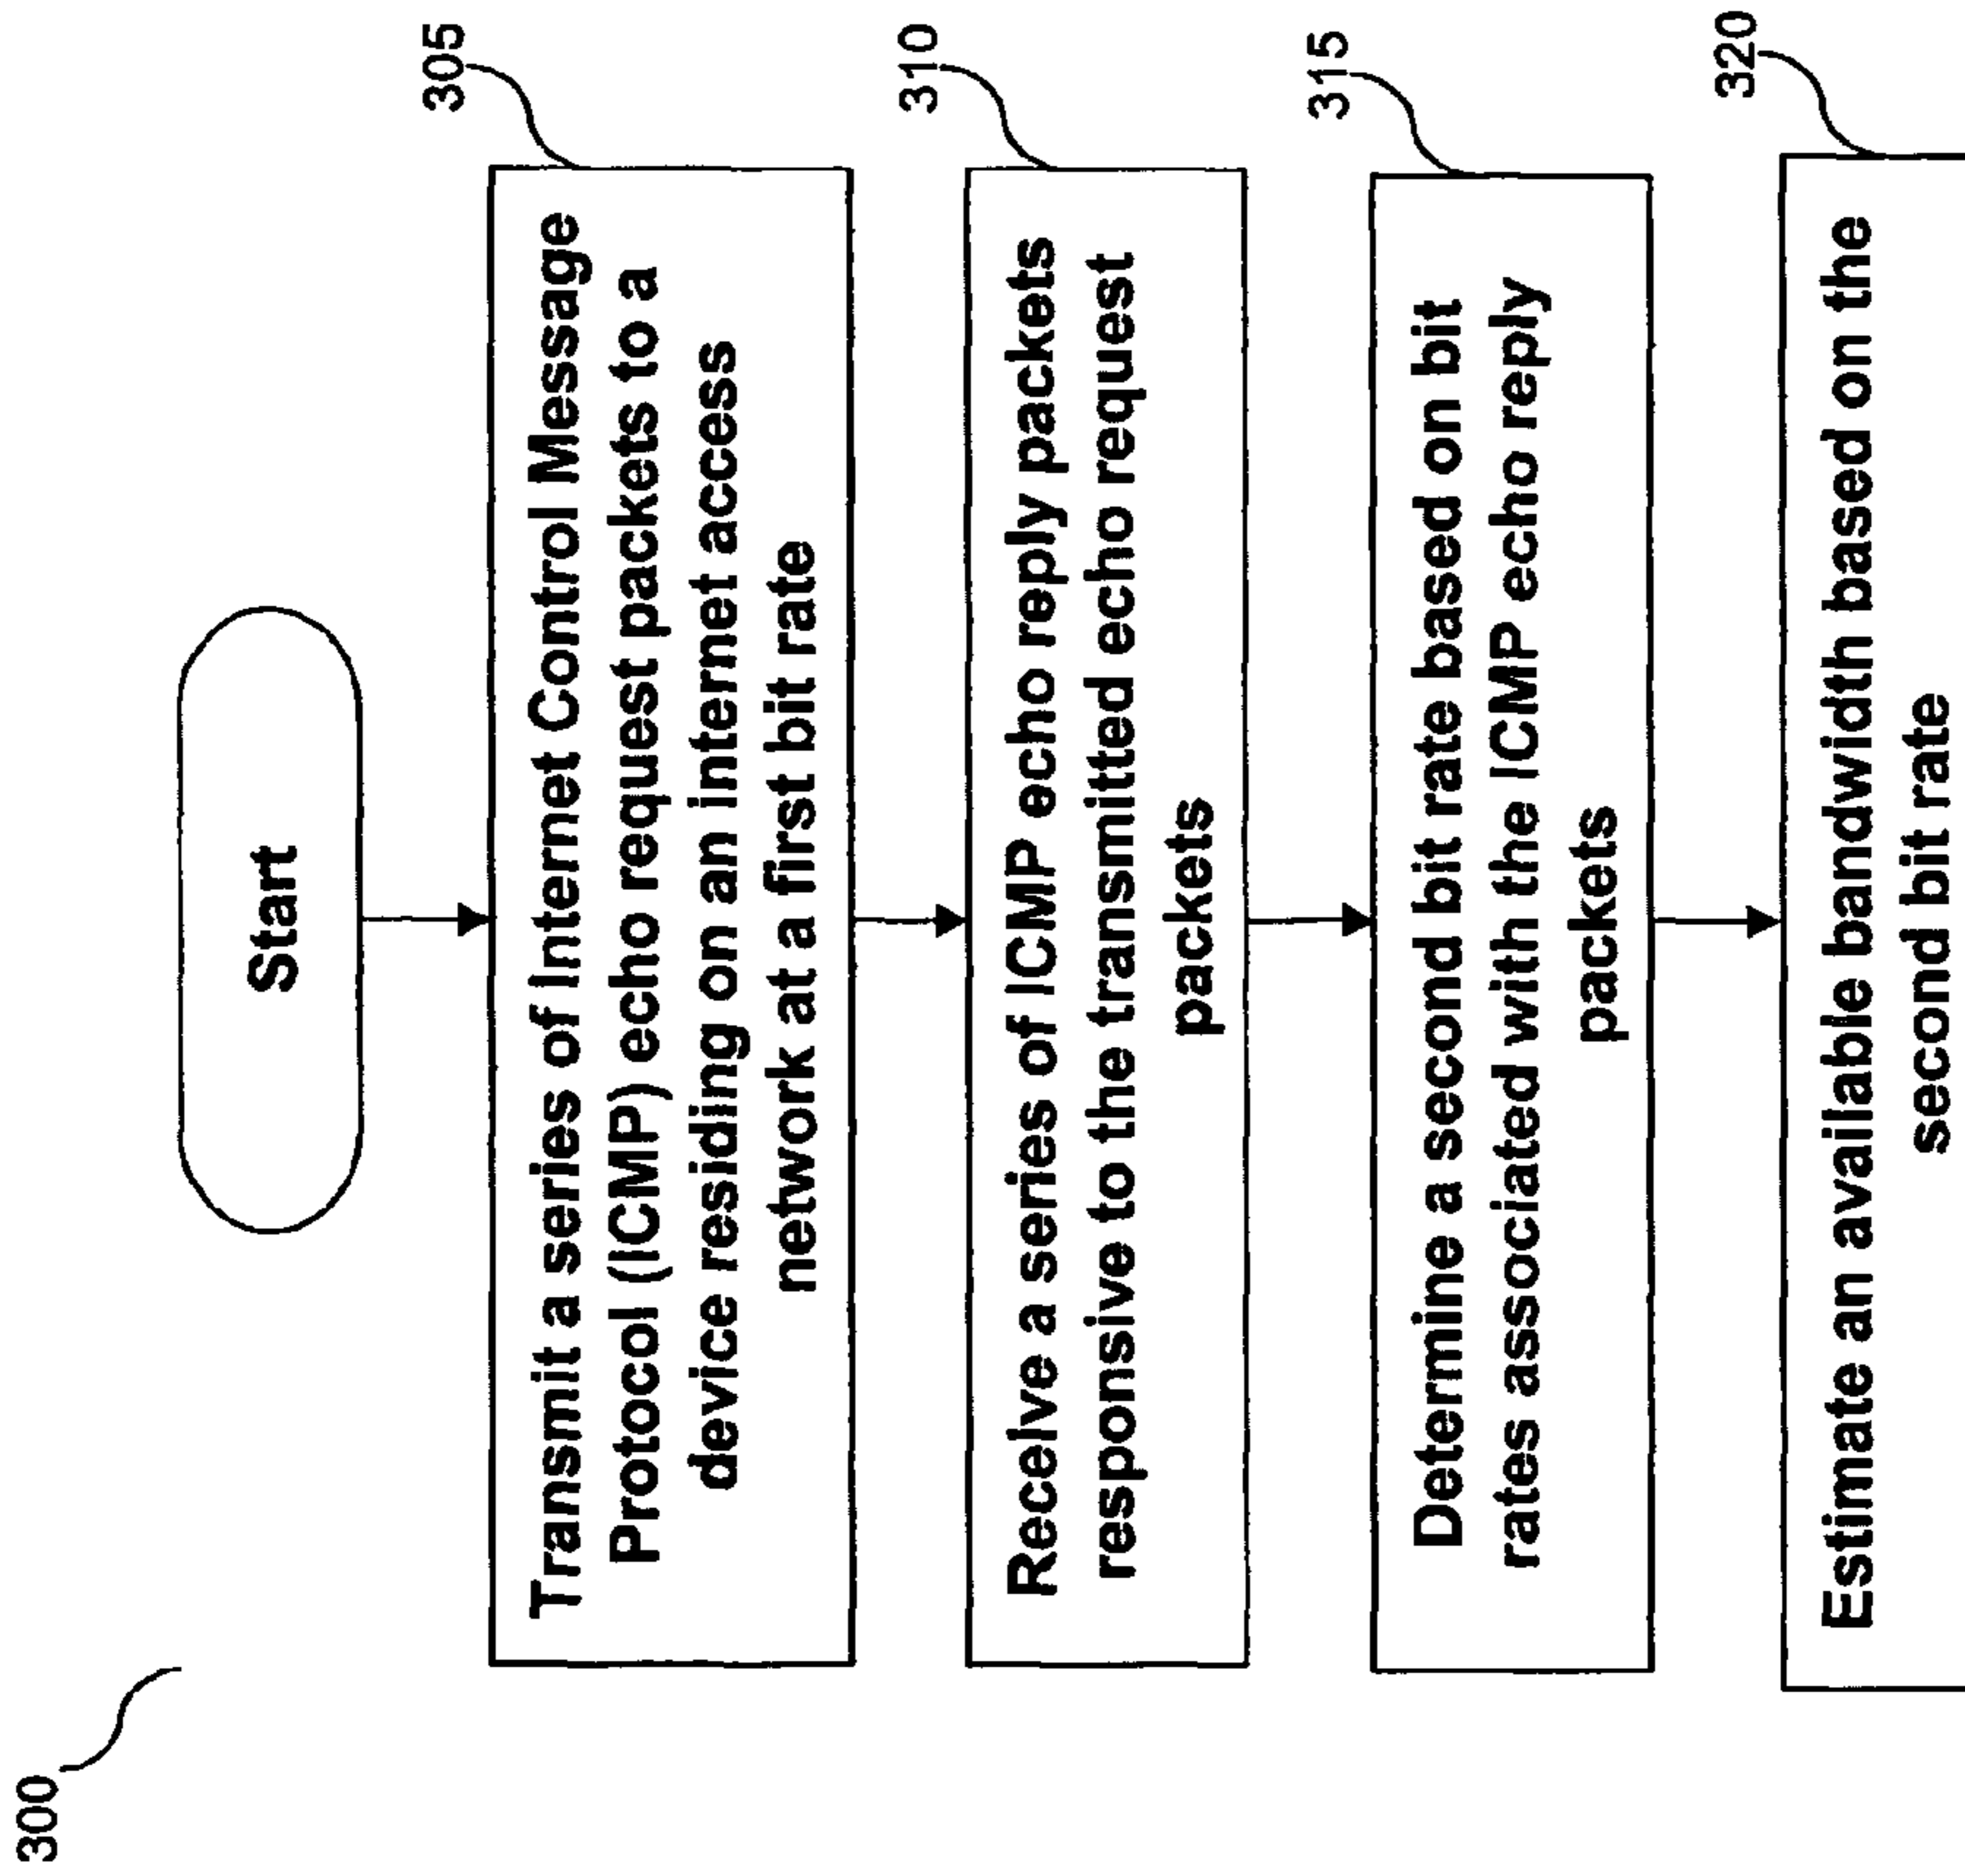 300
Start
305
Transmit a series of Internet Control Message
Protocol (ICMP) echo request packets to a
device residing on an internet access
network at a first bit rate
310
Receive a series of ICMP echo reply packets
responsive to the transmitted echo request
packets
315
Determine a second bit rate based on bit
rates associated with the ICMP echo reply
packets
320
Estimate an available bandwidth based on the
second bit rate